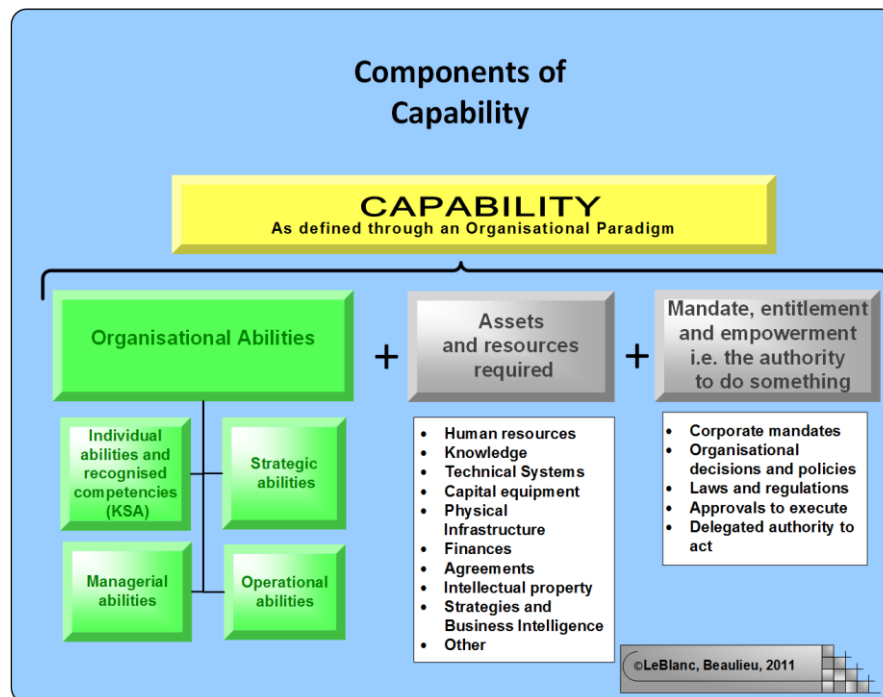 Components of
Capability
CAPABILITY
As defined through an Organisational Paradigm
Organisational Abilities
+
Assets
and resources
required
+
Mandate, entitlement
and empowerment
i.e. the authority
to do something
Individual
abilities and
recognised
competencies
(KSA)
Strategic
abilities
Managerial
abilities
Operational
abilities
• Human resources
• Knowledge
• Technical Systems
• Capital equipment
• Physical
Infrastructure
• Finances
• Agreements
• Intellectual property
• Strategies and
Business Intelligence
• Other
• Corporate mandates
• Organisational
decisions and policies
• Laws and regulations
• Approvals to execute
• Delegated authority to
act
©LeBlanc, Beaulieu, 2011